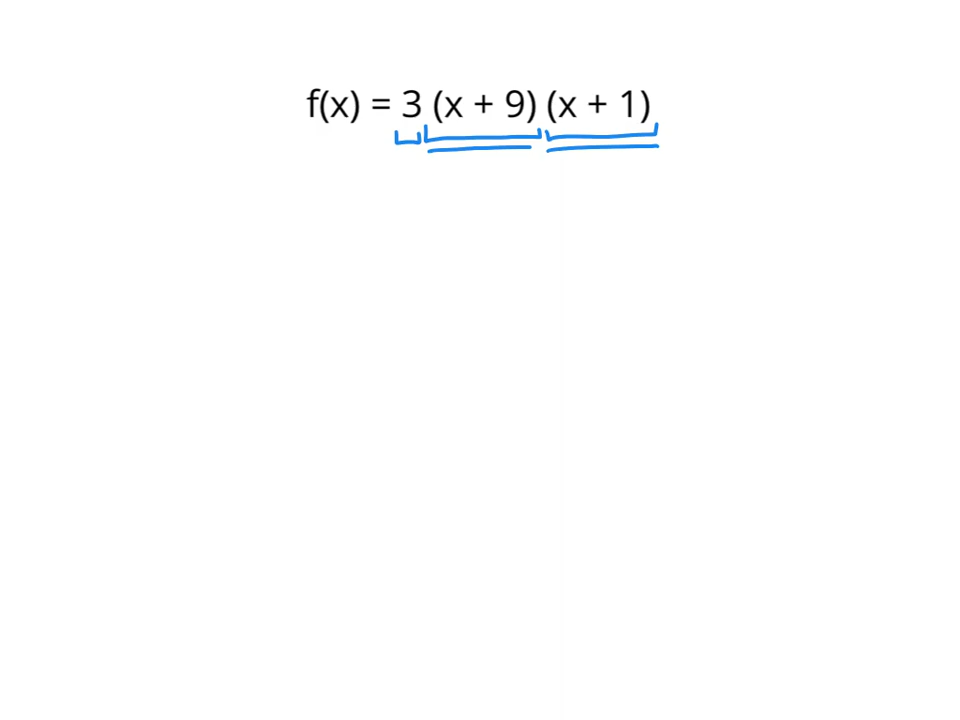 f(x) = 3 (x + 9) (x + 1)